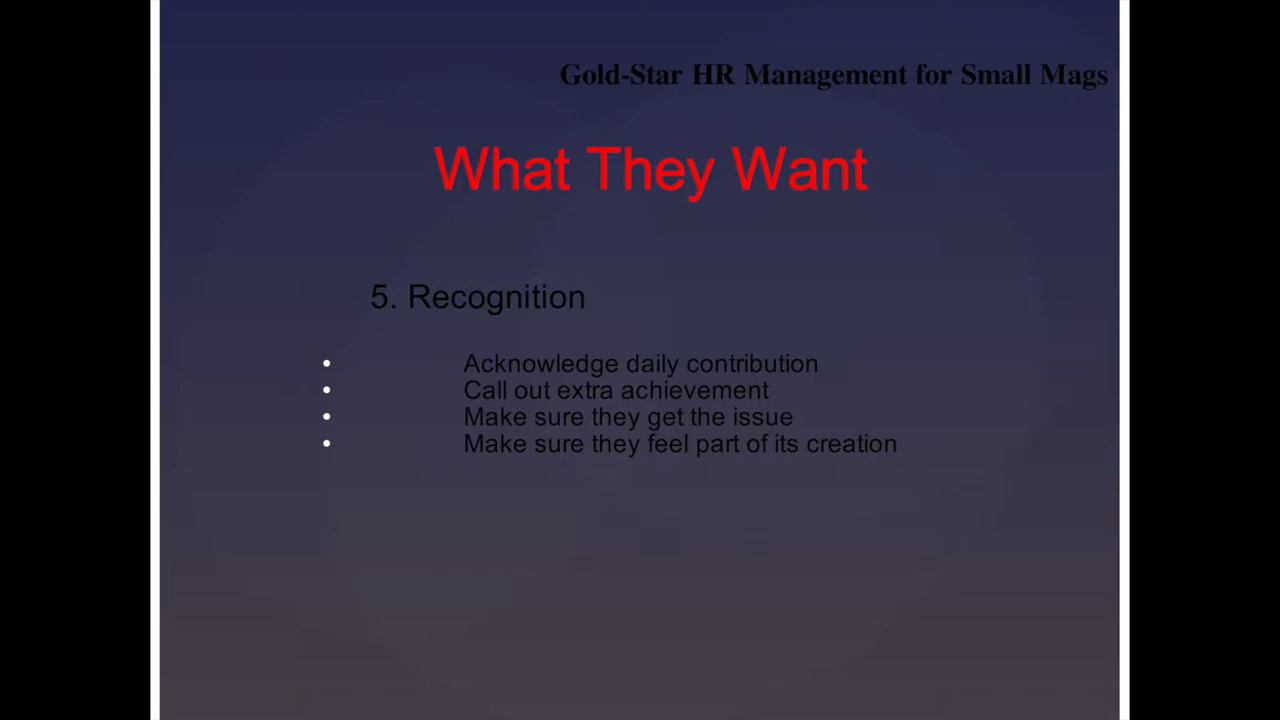 Gold-Star HR Management for Small Mags
What They Want
5. Recognition
• Acknowledge daily contribution
• Call out extra achievement
• Make sure they get the issue
• Make sure they feel part of its creation